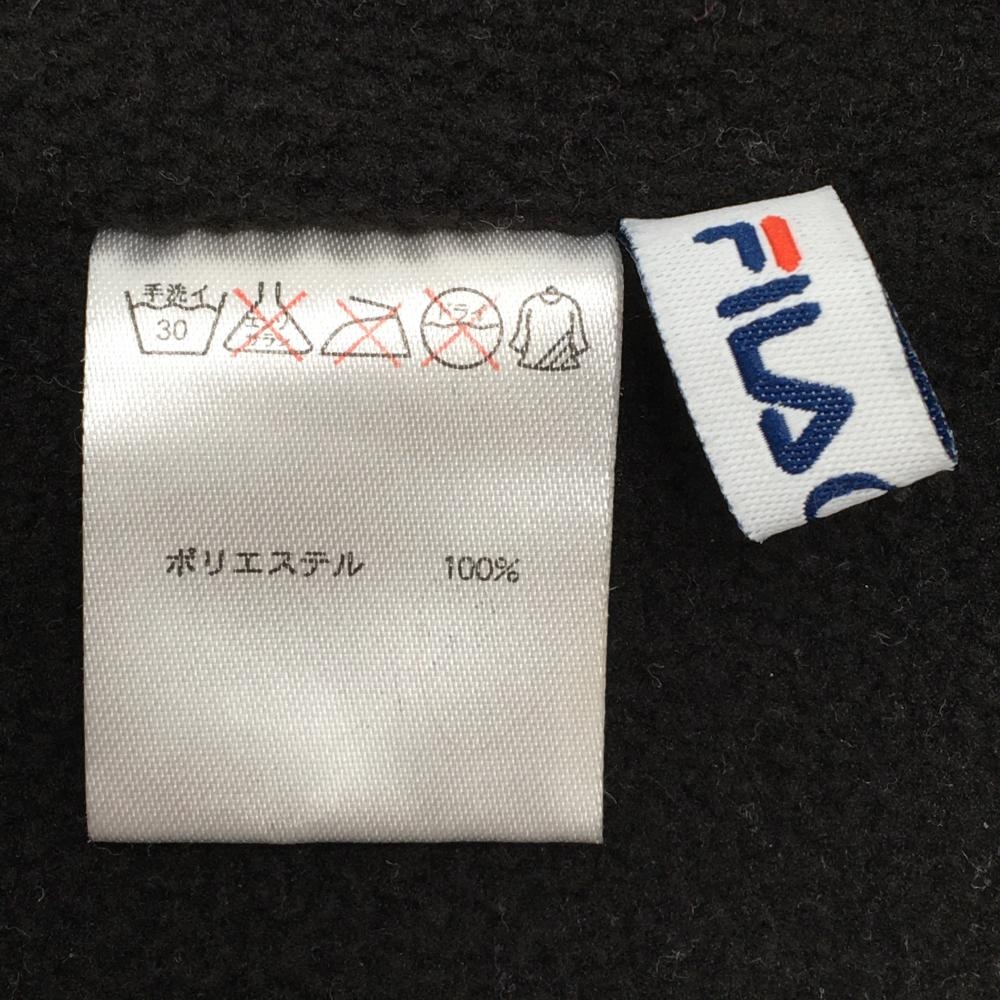 手洗イ
30
エンソ
サラシ
ドライ
ポリエステル 100%
FILA